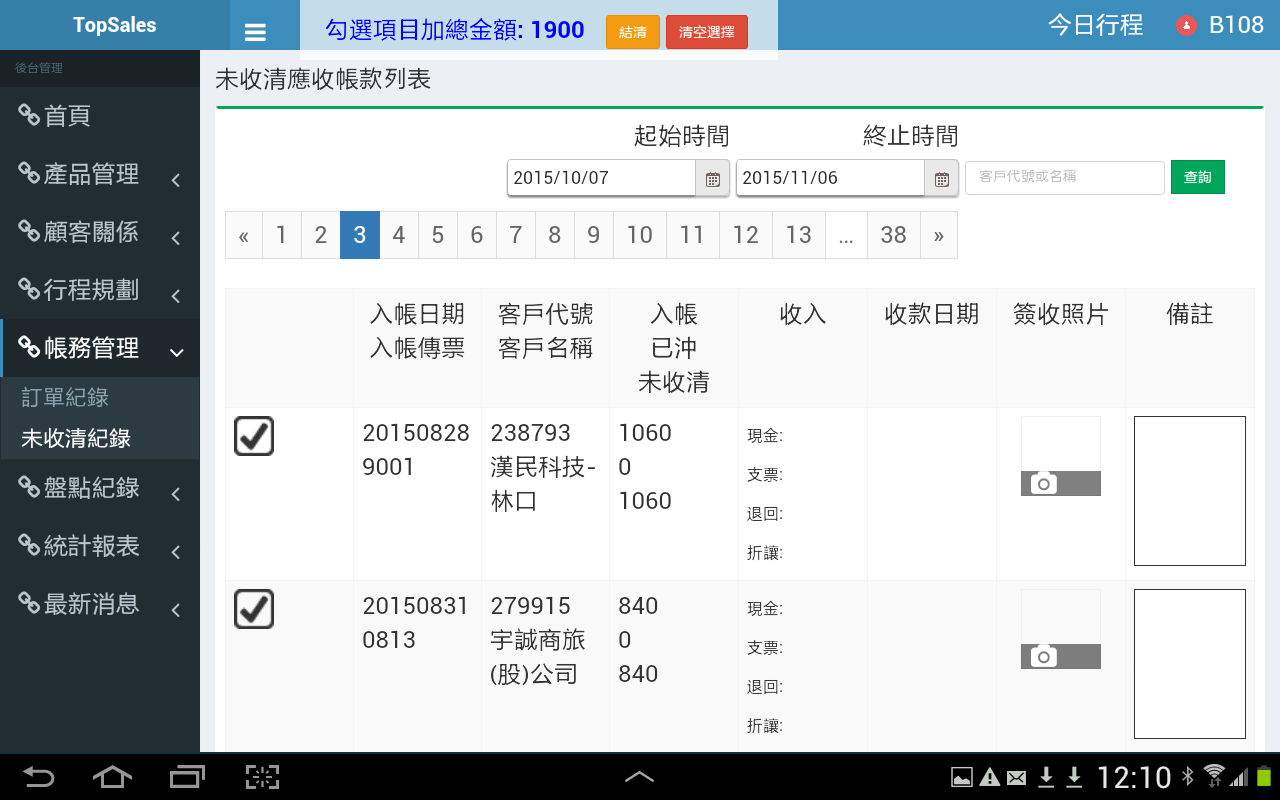 TopSales
勾選項目加總金額: 1900
結清
清空選擇
今日行程
B108
後台管理
首頁
產品管理
顧客關係
行程規劃
帳務管理
訂單紀錄
未收清紀錄
盤點紀錄
統計報表
最新消息
未收清應收帳款列表
起始時間
終止時間
2015/10/07
2015/11/06
客戶代號或名稱
查詢
« 1 2 3 4 5 6 7 8 9 10 11 12 13 ... 38 »
入帳日期
入帳傳票
客戶代號
客戶名稱
入帳
已沖
未收清
收入
收款日期
簽收照片
備註
20150828
9001
238793
漢民科技-
林口
1060
0
1060
現金:
支票:
退回:
折讓:
20150831
0813
279915
宇誠商旅
(股)公司
840
0
840
現金:
支票:
退回:
折讓:
12:10